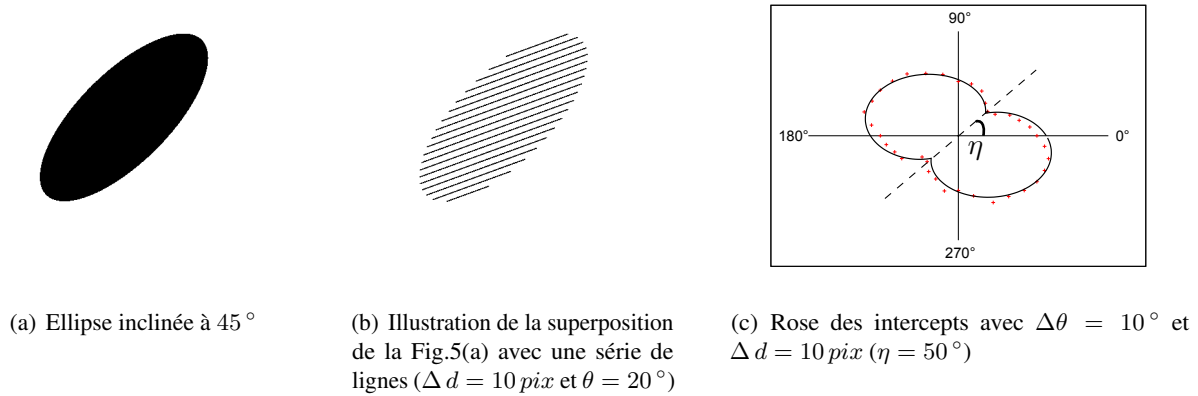 90°
180°
0°
η
270°
(a) Ellipse inclinée à 45°
(b) Illustration de la superposition
de la Fig.5(a) avec une série de
lignes (Δ d = 10 pix et θ = 20°)
(c) Rose des intercepts avec Δθ = 10° et
Δ d = 10 pix (η = 50°)